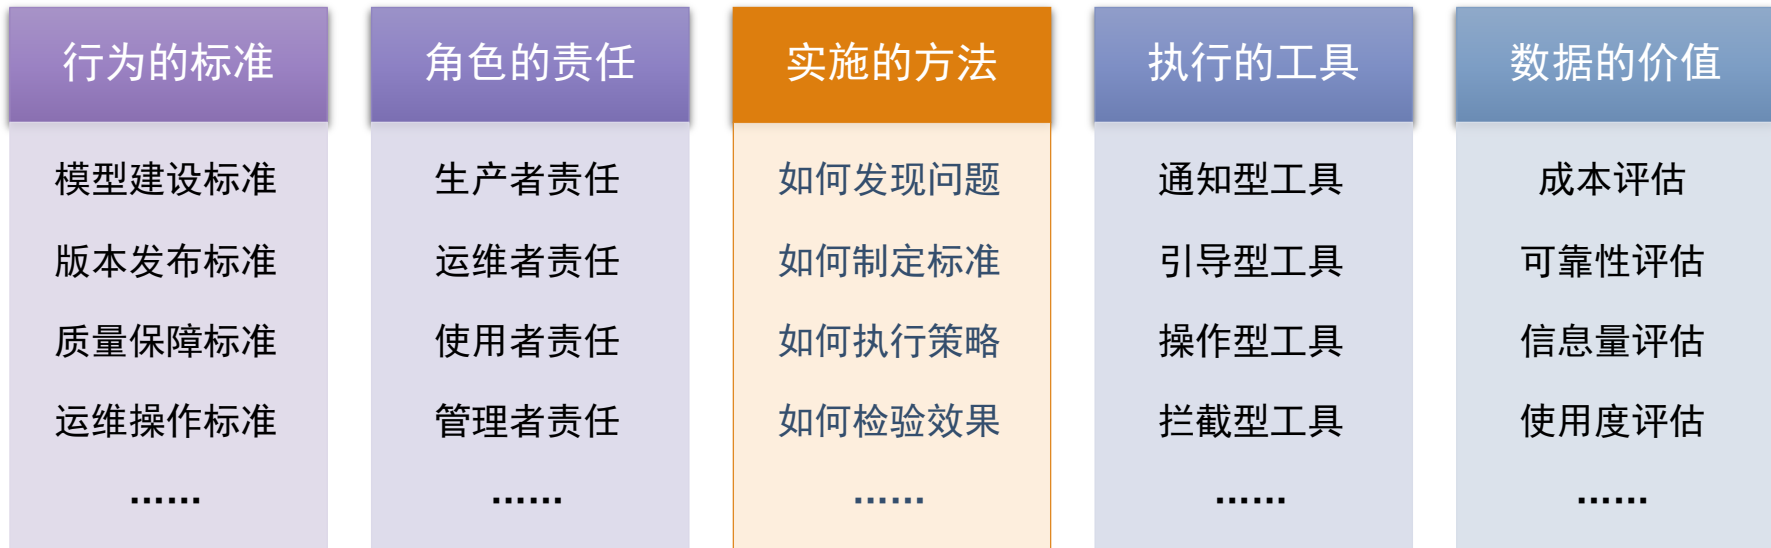 行为的标准
模型建设标准
版本发布标准
质量保障标准
运维操作标准
......
角色的责任
生产者责任
运维者责任
使用者责任
管理者责任
......
实施的方法
如何发现问题
如何制定标准
如何执行策略
如何检验效果
......
执行的工具
通知型工具
引导型工具
操作型工具
拦截型工具
......
数据的价值
成本评估
可靠性评估
信息量评估
使用度评估
......